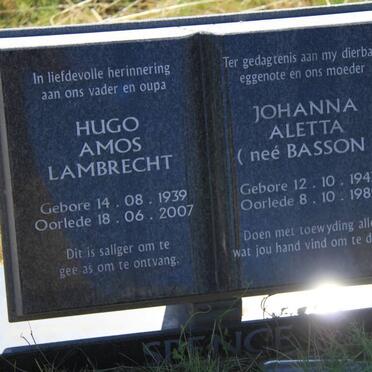 In liefdevolle herinnering
aan ons vader en oupa
HUGO
AMOS
LAMBRECHT
Gebore 14 . 08 . 1939
Oorlede 18 . 06 . 2007
Dit is saliger om te
gee as om te ontvang.
Ter gedagtenis aan my dierba
eggenote en ons moeder
JOHANNA
ALETTA
( neé BASSON
Gebore 12 . 10 . 194
Oorlede 8 . 10 . 198
Doen met toewyding alle
wat jou hand vind om te d
SPENCE